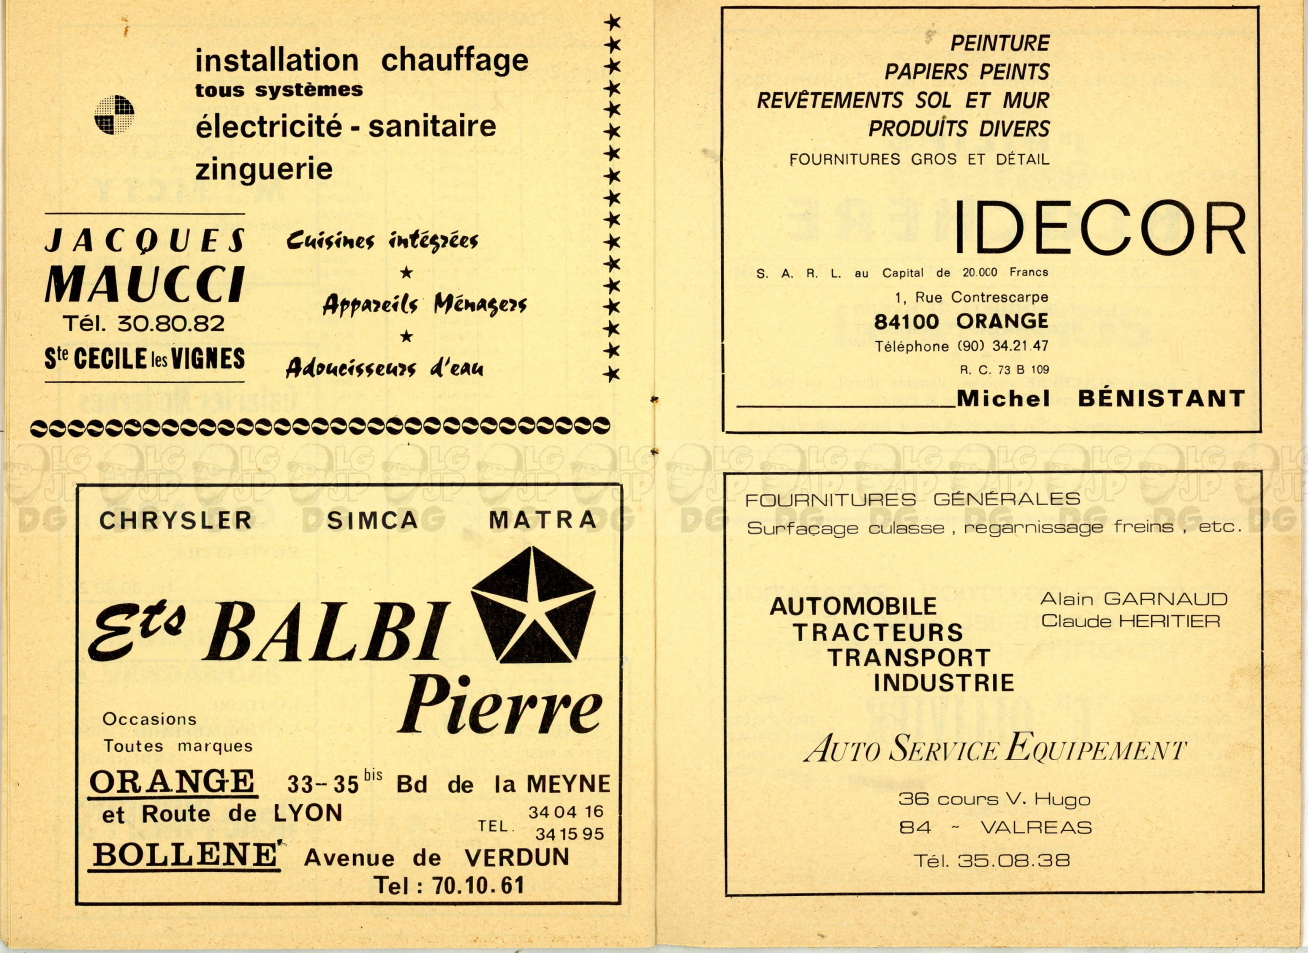 installation chauffage
tous systèmes
électricité - sanitaire
zinguerie
JACQUES
MAUCCI
Tél. 30.80.82
Ste CECILE les VIGNES
Cuisines intégrées
Appareils Ménagers
Adoucisseurs d'eau
CHRYSLER SIMCA MATRA
Ets BALBI
Pierre
Occasions
Toutes marques
ORANGE 33-35 bis Bd de la MEYNE
et Route de LYON
TEL. 34 04 16
34 15 95
BOLLENE Avenue de VERDUN
Tel : 70.10.61
PEINTURE
PAPIERS PEINTS
REVÊTEMENTS SOL ET MUR
PRODUITS DIVERS
FOURNITURES GROS ET DÉTAIL
IDECOR
S. A. R. L. au Capital de 20.000 Francs
1, Rue Contrescarpe
84100 ORANGE
Téléphone (90) 34.21.47
R. C. 73 B 109
Michel BÉNISTANT
FOURNITURES GÉNÉRALES
Surfaçage culasse , regarnissage freins , etc.
AUTOMOBILE
TRACTEURS
TRANSPORT
INDUSTRIE
Alain GARNAUD
Claude HERITIER
AUTO SERVICE EQUIPEMENT
36 cours V. Hugo
84 - VALREAS
Tél. 35.08.38
LG JP DG